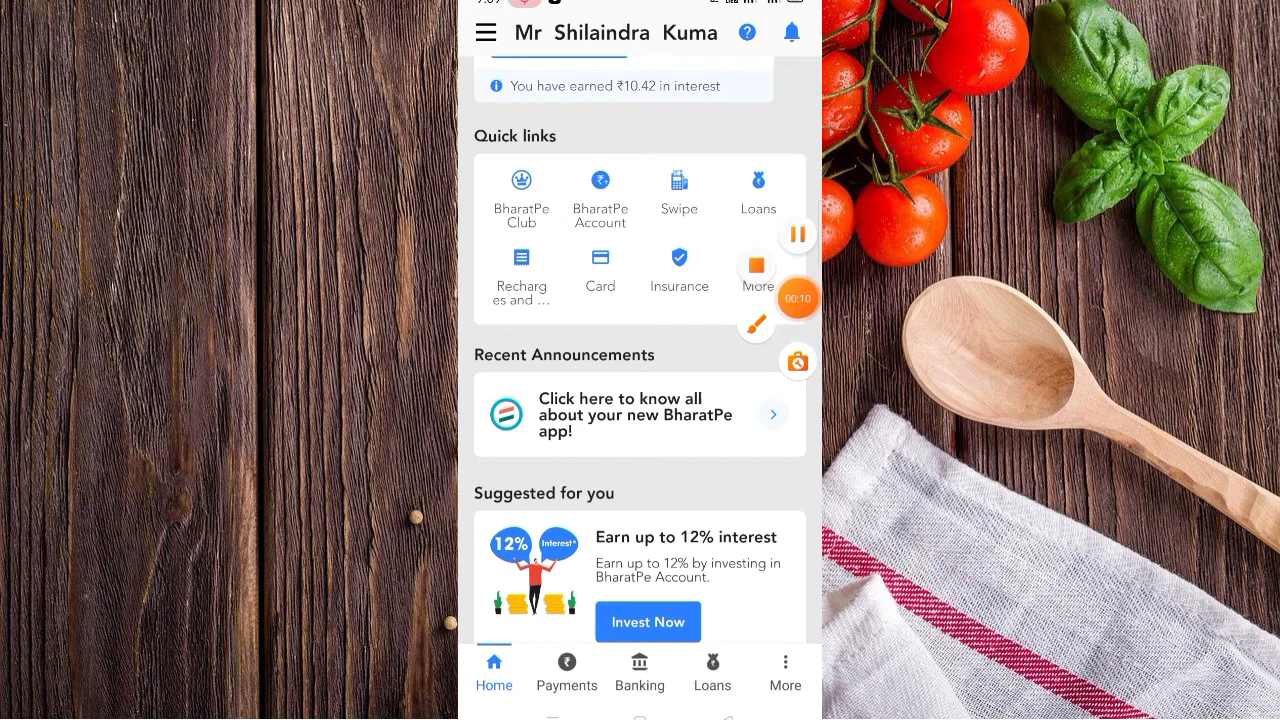 Mr Shilaindra Kuma
You have earned ₹10.42 in interest
Quick links
BharatPe Club
BharatPe Account
Swipe
Loans
Recharg
es and ...
Card
Insurance
More
00:10
Recent Announcements
Click here to know all
about your new BharatPe
app!
Suggested for you
12%
Interest*
Earn up to 12% interest
Earn up to 12% by investing in
BharatPe Account.
Invest Now
Home
Payments
Banking
Loans
More